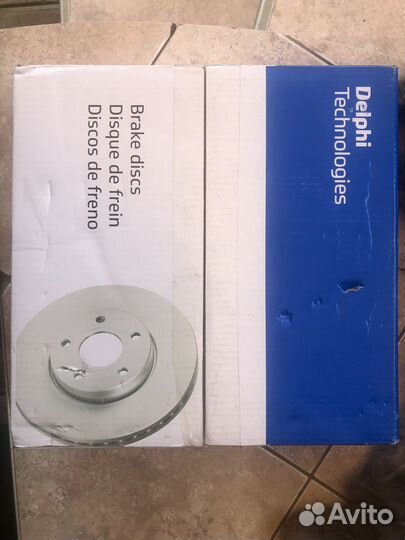 Brake discs
Disque de frein
Discos de freno
Delphi
Technologies
Avito